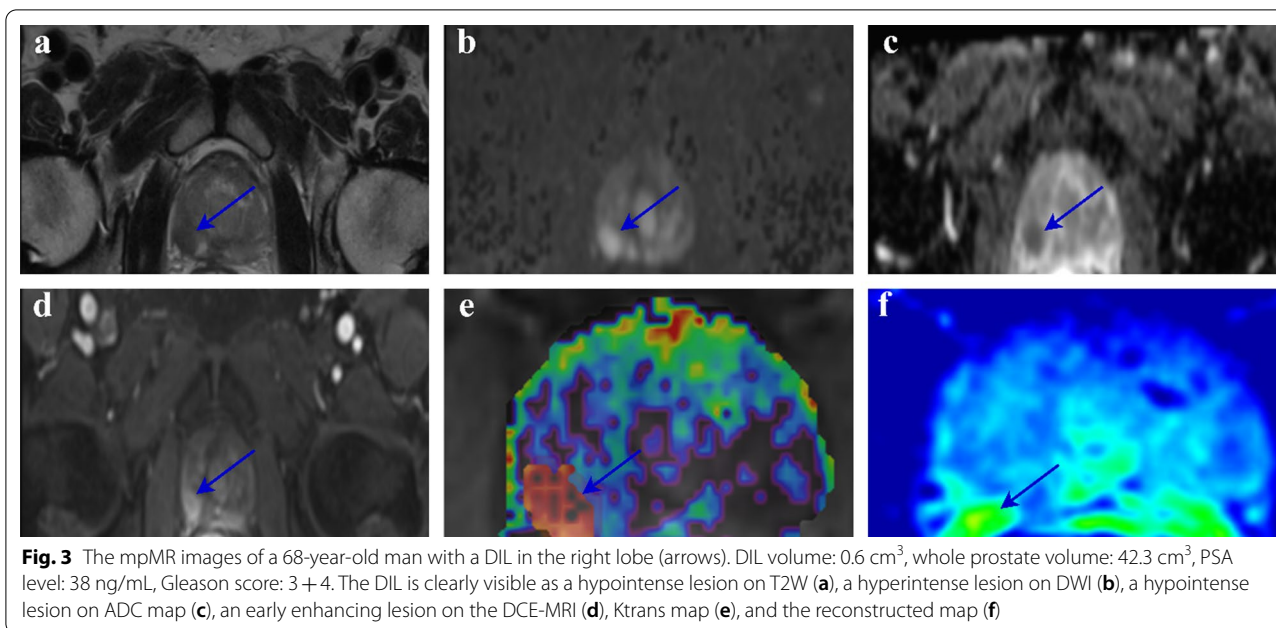 a
b
c
d
e
f
Fig. 3 The mpMR images of a 68-year-old man with a DIL in the right lobe (arrows). DIL volume: 0.6 cm³, whole prostate volume: 42.3 cm³, PSA
level: 38 ng/mL, Gleason score: 3 + 4. The DIL is clearly visible as a hypointense lesion on T2W (a), a hyperintense lesion on DWI (b), a hypointense
lesion on ADC map (c), an early enhancing lesion on the DCE-MRI (d), Ktrans map (e), and the reconstructed map (f)